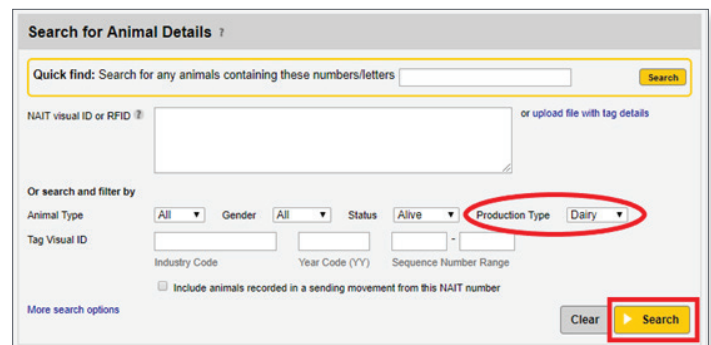 Search for Animal Details ?
Quick find: Search for any animals containing these numbers/letters Search
NAIT visual ID or RFID ? or upload file with tag details
Or search and filter by
Animal Type All Gender All Status Alive Production Type Dairy
Tag Visual ID -
Industry Code Year Code (YY) Sequence Number Range
Include animals recorded in a sending movement from this NAIT number
More search options Clear Search